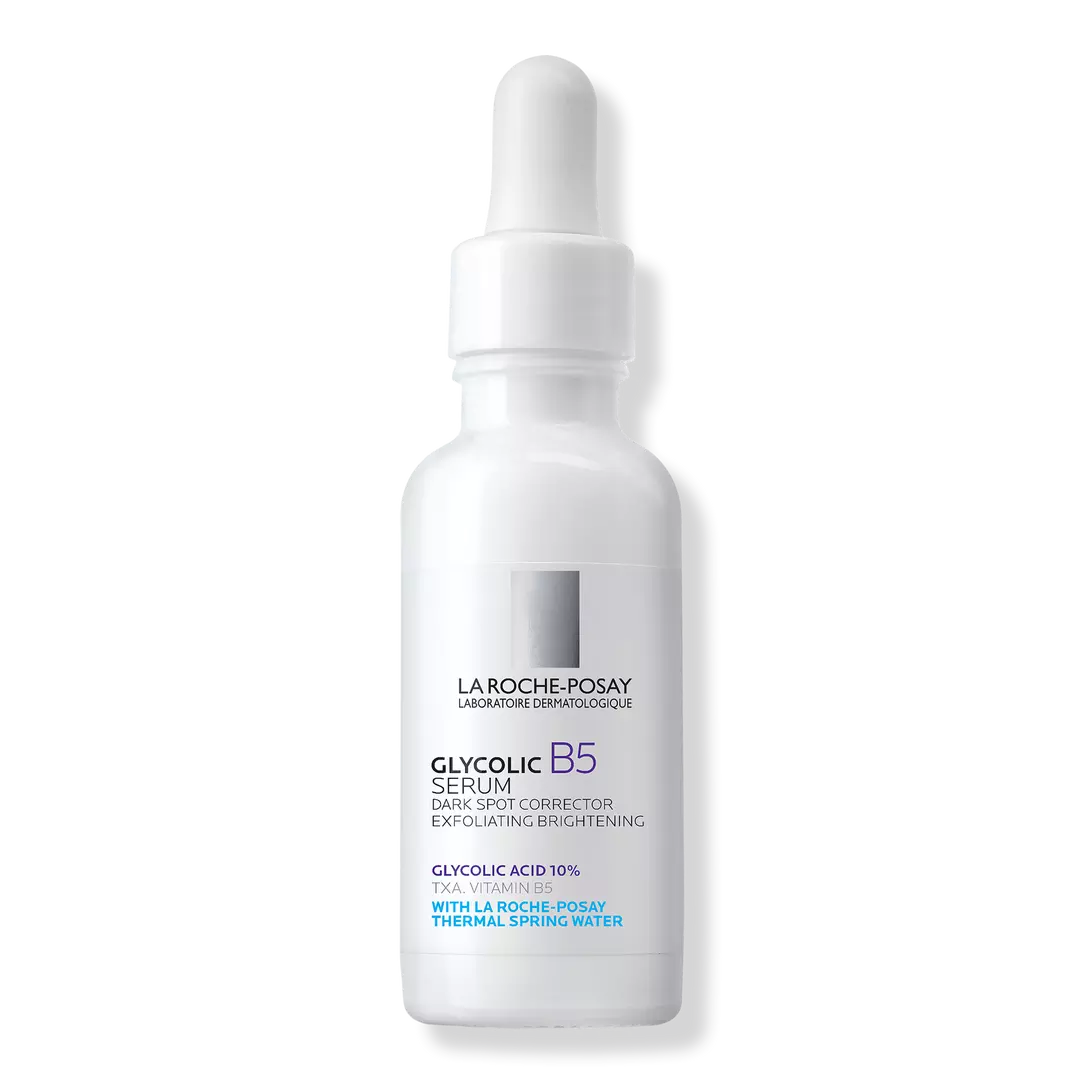 LA ROCHE-POSAY
LABORATOIRE DERMATOLOGIQUE
GLYCOLIC B5
SERUM
DARK SPOT CORRECTOR
EXFOLIATING BRIGHTENING
GLYCOLIC ACID 10%
TXA. VITAMIN B5
WITH LA ROCHE-POSAY
THERMAL SPRING WATER